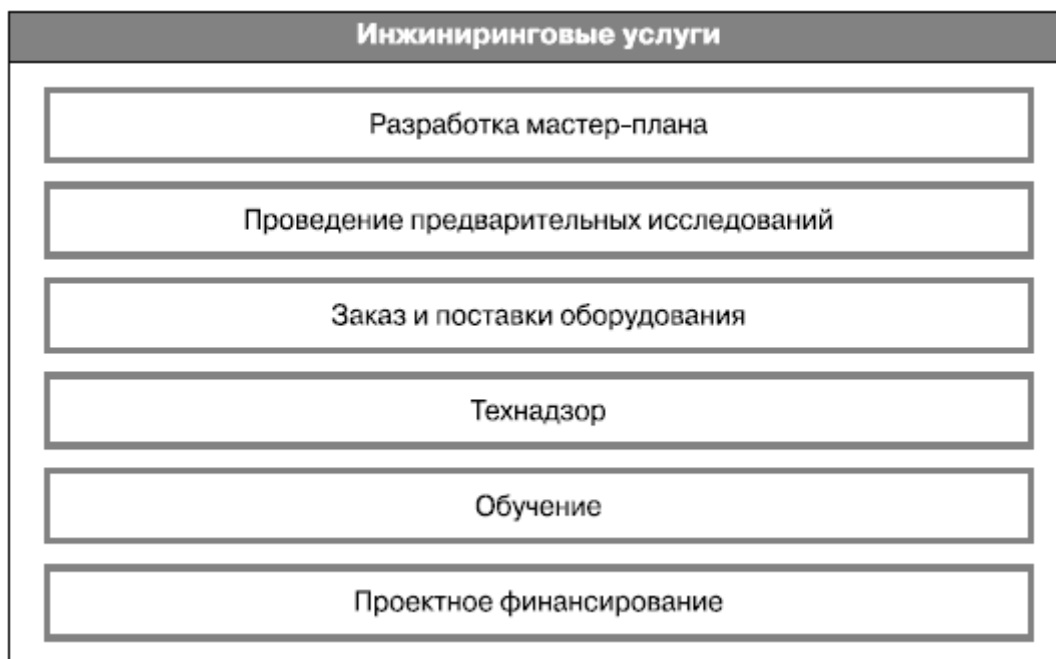 Инжиниринговые услуги
Разработка мастер-плана
Проведение предварительных исследований
Заказ и поставки оборудования
Технадзор
Обучение
Проектное финансирование